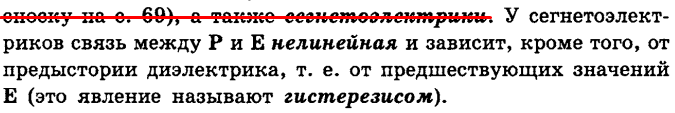 сноску на с. 69), а также сегнетоэлектрики. У сегнетоэлект-
риков связь между P и E нелинейная и зависит, кроме того, от
предыстории диэлектрика, т. е. от предшествующих значений
E (это явление называют гистерезисом).